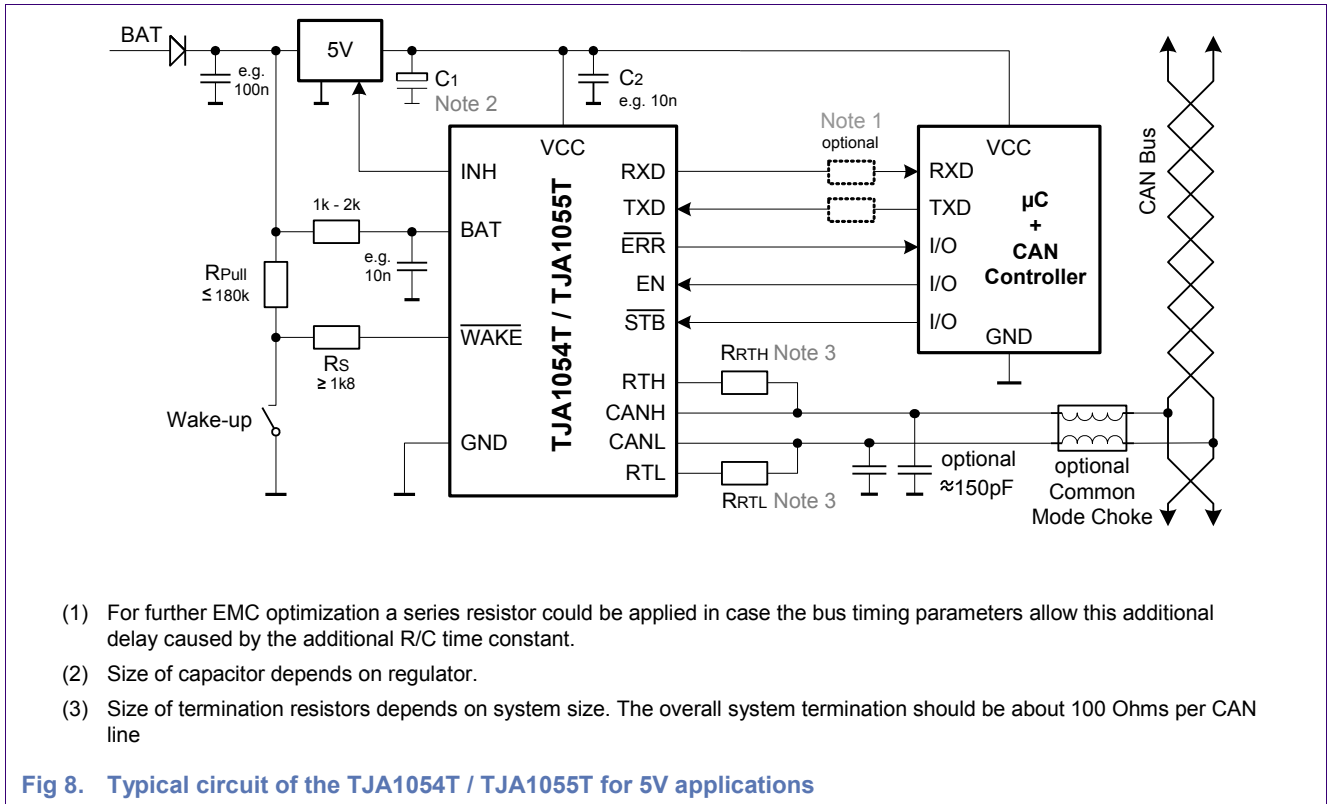 BAT
5V
e.g.
100n
C1
Note 2
C2
e.g. 10n
Note 1
optional
CAN Bus
VCC
INH
RXD
TXD
BAT
ERR
EN
WAKE
STB
RTH
CANH
GND
CANL
RTL
TJA1054T / TJA1055T
VCC
RXD
TXD
I/O
I/O
I/O
µC
+
CAN
Controller
GND
1k - 2k
e.g.
10n
RPull
≤ 180k
RS
≥ 1k8
Wake-up
RRTH Note 3
RRTL Note 3
optional
≈150pF
optional
Common
Mode Choke
(1) For further EMC optimization a series resistor could be applied in case the bus timing parameters allow this additional
delay caused by the additional R/C time constant.
(2) Size of capacitor depends on regulator.
(3) Size of termination resistors depends on system size. The overall system termination should be about 100 Ohms per CAN
line
Fig 8. Typical circuit of the TJA1054T / TJA1055T for 5V applications